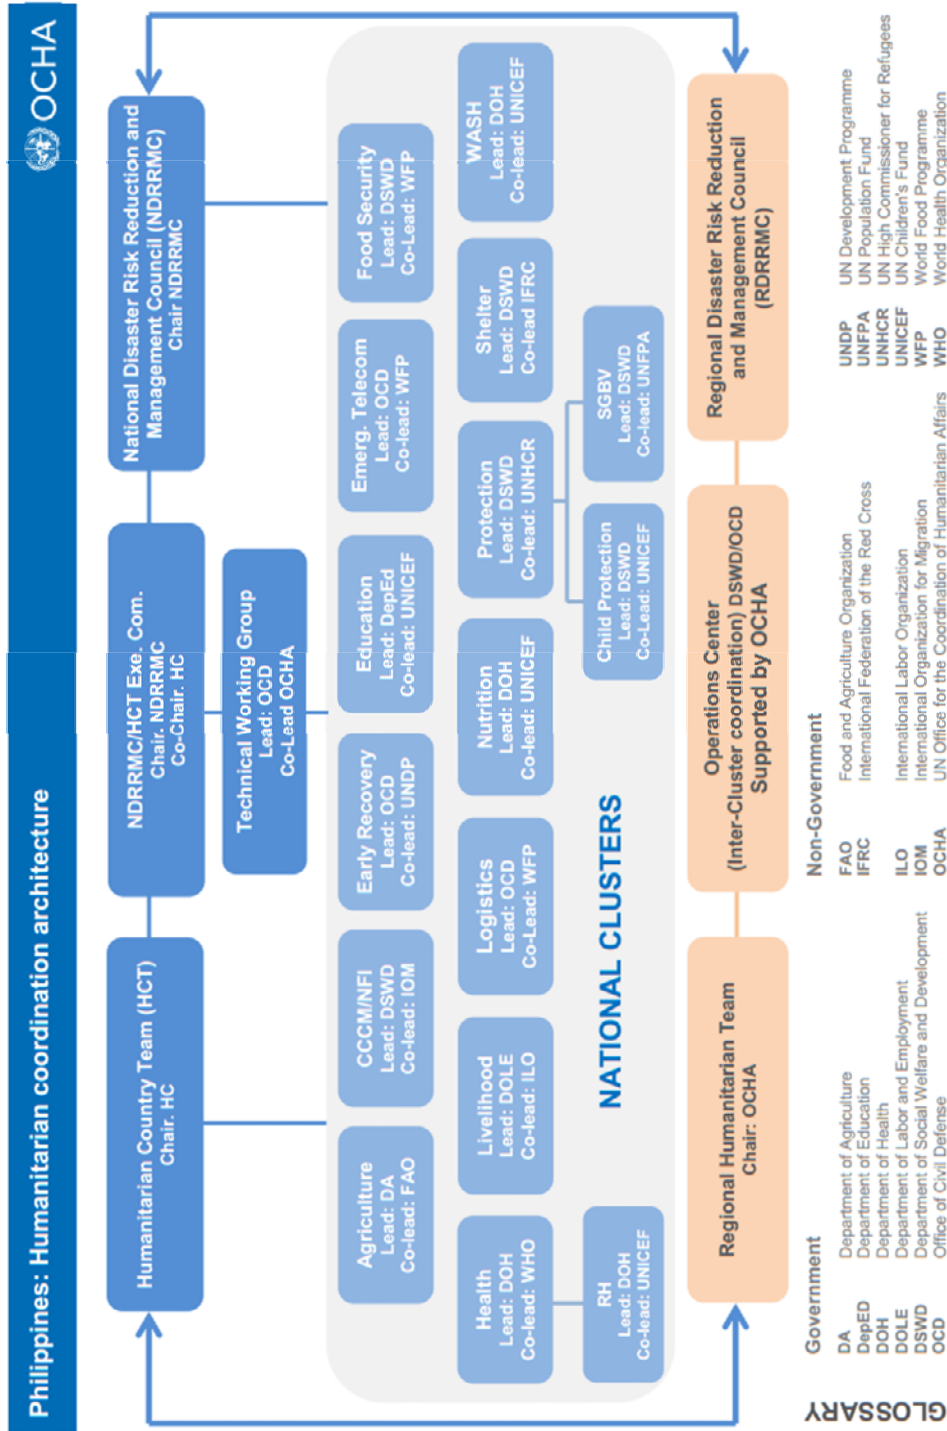 Philippines: Humanitarian coordination architecture
OCHA
Humanitarian Country Team (HCT)
Chair. HC
NDRRMC/HCT Exe. Com.
Chair. NDRRMC
Co-Chair. HC
National Disaster Risk Reduction and
Management Council (NDRRMC)
Chair NDRRMC
Technical Working Group
Lead: OCD
Co-Lead OCHA
Agriculture
Lead: DA
Co-lead: FAO
CCCM/NFI
Lead: DSWD
Co-lead: IOM
Early Recovery
Lead: OCD
Co-lead: UNDP
Education
Lead: DepEd
Co-lead: UNICEF
Emerg. Telecom
Lead: OCD
Co-lead: WFP
Food Security
Lead: DSWD
Co-Lead: WFP
Health
Lead: DOH
Co-lead: WHO
Livelihood
Lead: DOLE
Co-lead: ILO
Logistics
Lead: OCD
Co-Lead: WFP
Nutrition
Lead: DOH
Co-lead: UNICEF
Protection
Lead: DSWD
Co-lead: UNHCR
Shelter
Lead: DSWD
Co-lead IFRC
WASH
Lead: DOH
Co-lead: UNICEF
RH
Lead: DOH
Co-lead: UNICEF
NATIONAL CLUSTERS
Child Protection
Lead: DSWD
Co-Lead: UNICEF
SGBV
Lead: DSWD
Co-lead: UNFPA
Regional Humanitarian Team
Chair: OCHA
Operations Center
(Inter-Cluster coordination) DSWD/OCD
Supported by OCHA
Regional Disaster Risk Reduction
and Management Council
(RDRRMC)
GLOSSARY
Government
DA Department of Agriculture
DepED Department of Education
DOH Department of Health
DOLE Department of Labor and Employment
DSWD Department of Social Welfare and Development
OCD Office of Civil Defense
Non-Government
FAO Food and Agriculture Organization
IFRC International Federation of the Red Cross
ILO International Labor Organization
IOM International Organization for Migration
OCHA UN Office for the Coordination of Humanitarian Affairs
UNDP UN Development Programme
UNFPA UN Population Fund
UNHCR UN High Commissioner for Refugees
UNICEF UN Children's Fund
WFP World Food Programme
WHO World Health Organization